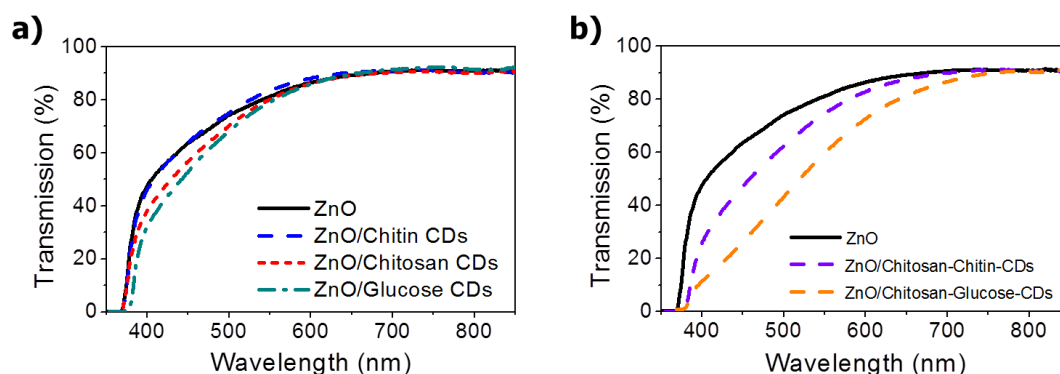 a)
100
80
60
40
20
0
Transmission (%)
400 500 600 700 800
Wavelength (nm)
ZnO
ZnO/Chitin CDs
ZnO/Chitosan CDs
ZnO/Glucose CDs
b)
100
80
60
40
20
0
Transmission (%)
400 500 600 700 800
Wavelength (nm)
ZnO
ZnO/Chitosan-Chitin-CDs
ZnO/Chitosan-Glucose-CDs